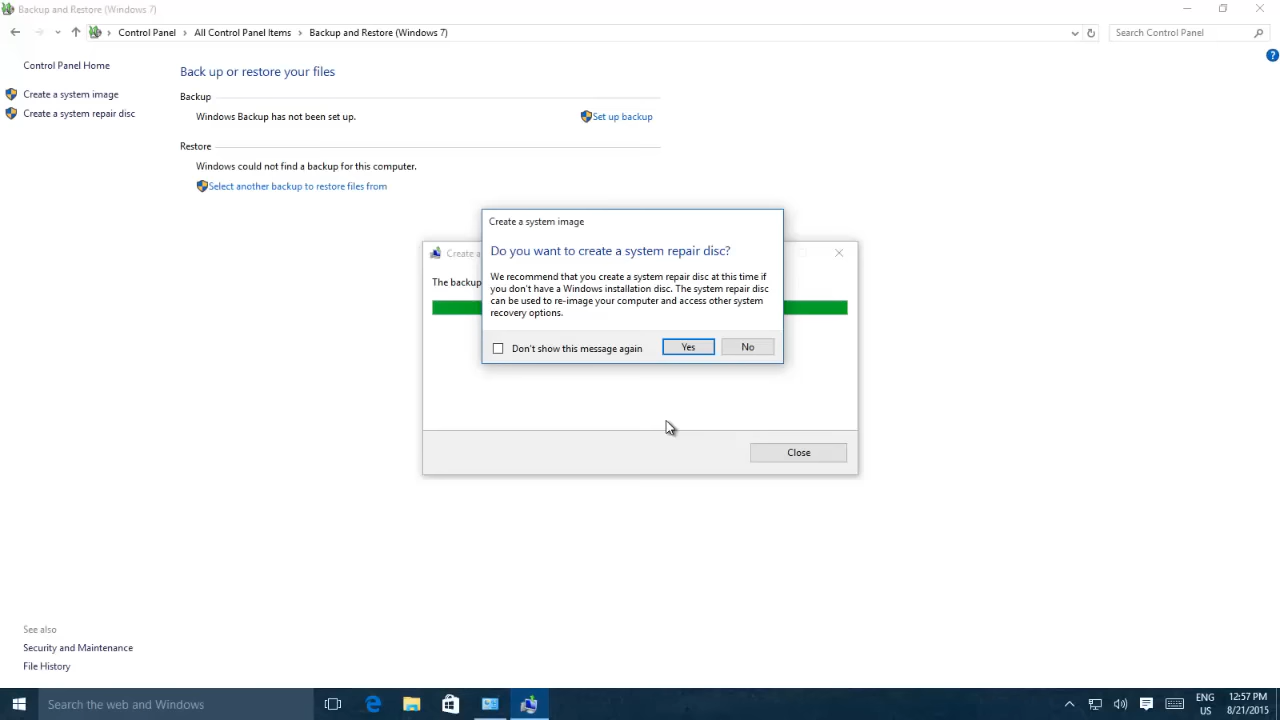 Backup and Restore (Windows 7)
Control Panel > All Control Panel Items > Backup and Restore (Windows 7)
Search Control Panel
Control Panel Home
Create a system image
Create a system repair disc
Back up or restore your files
Backup
Windows Backup has not been set up.
Set up backup
Restore
Windows could not find a backup for this computer.
Select another backup to restore files from
Create a
The backup
Create a system image
Do you want to create a system repair disc?
We recommend that you create a system repair disc at this time if
you don't have a Windows installation disc. The system repair disc
can be used to re-image your computer and access other system
recovery options.
Don't show this message again
Yes
No
Close
See also
Security and Maintenance
File History
Search the web and Windows
ENG
US
12:57 PM
8/21/2015